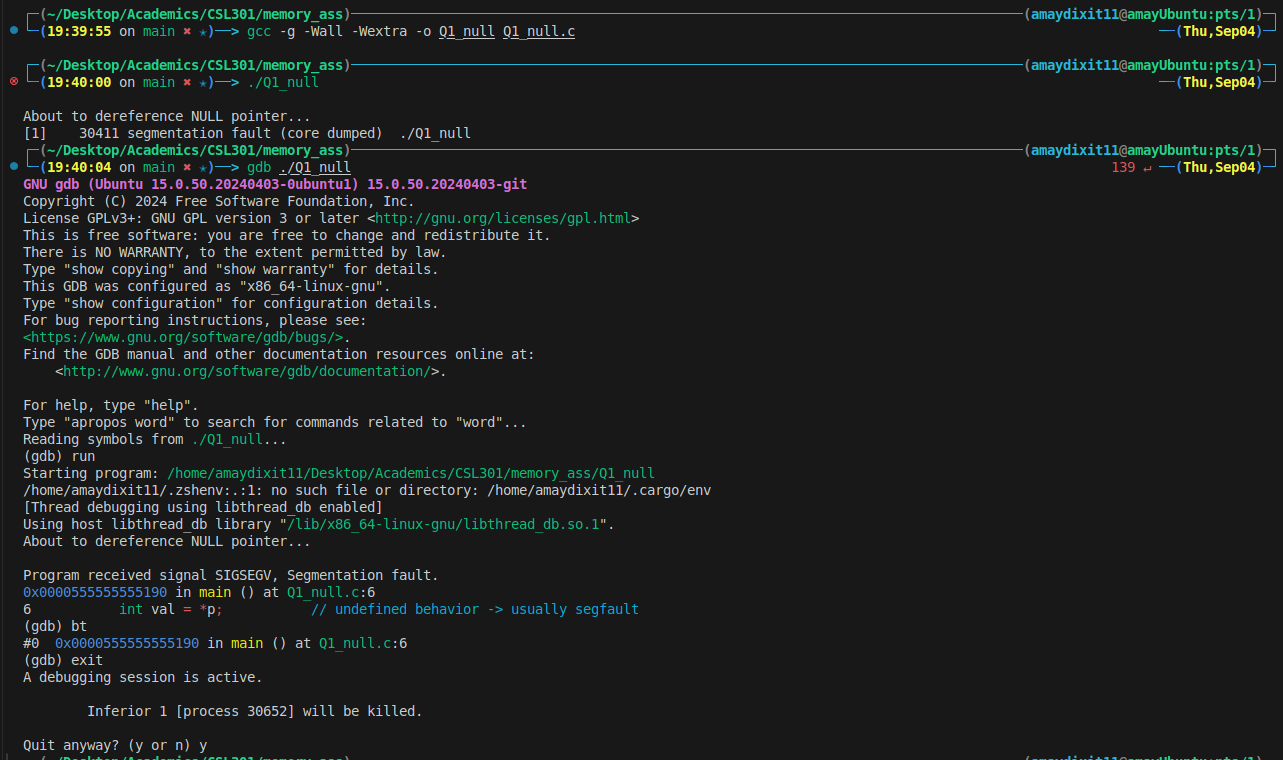 (~/Desktop/Academics/CSL301/memory_ass) (amaydixit11@amayUbuntu:pts/1)
(19:39:55 on main ✖ ✭)──> gcc -g -Wall -Wextra -o Q1_null Q1_null.c (Thu,Sep04)
(~/Desktop/Academics/CSL301/memory_ass) (amaydixit11@amayUbuntu:pts/1)
(19:40:00 on main ✖ ✭)──> ./Q1_null (Thu,Sep04)
About to dereference NULL pointer...
[1]    30411 segmentation fault (core dumped)  ./Q1_null
(~/Desktop/Academics/CSL301/memory_ass) (amaydixit11@amayUbuntu:pts/1)
(19:40:04 on main ✖ ✭)──> gdb ./Q1_null 139 ↵ (Thu,Sep04)
GNU gdb (Ubuntu 15.0.50.20240403-0ubuntu1) 15.0.50.20240403-git
Copyright (C) 2024 Free Software Foundation, Inc.
License GPLv3+: GNU GPL version 3 or later <http://gnu.org/licenses/gpl.html>
This is free software: you are free to change and redistribute it.
There is NO WARRANTY, to the extent permitted by law.
Type "show copying" and "show warranty" for details.
This GDB was configured as "x86_64-linux-gnu".
Type "show configuration" for configuration details.
For bug reporting instructions, please see:
<https://www.gnu.org/software/gdb/bugs/>.
Find the GDB manual and other documentation resources online at:
    <http://www.gnu.org/software/gdb/documentation/>.
For help, type "help".
Type "apropos word" to search for commands related to "word"...
Reading symbols from ./Q1_null...
(gdb) run
Starting program: /home/amaydixit11/Desktop/Academics/CSL301/memory_ass/Q1_null
/home/amaydixit11/.zshenv:.:1: no such file or directory: /home/amaydixit11/.cargo/env
[Thread debugging using libthread_db enabled]
Using host libthread_db library "/lib/x86_64-linux-gnu/libthread_db.so.1".
About to dereference NULL pointer...
Program received signal SIGSEGV, Segmentation fault.
0x0000555555555190 in main () at Q1_null.c:6
6           int val = *p;           // undefined behavior -> usually segfault
(gdb) bt
#0  0x0000555555555190 in main () at Q1_null.c:6
(gdb) exit
A debugging session is active.
        Inferior 1 [process 30652] will be killed.
Quit anyway? (y or n) y
(~/Desktop/Academics/CSL301/memory_ass) (amaydixit11@amayUbuntu:pts/1)